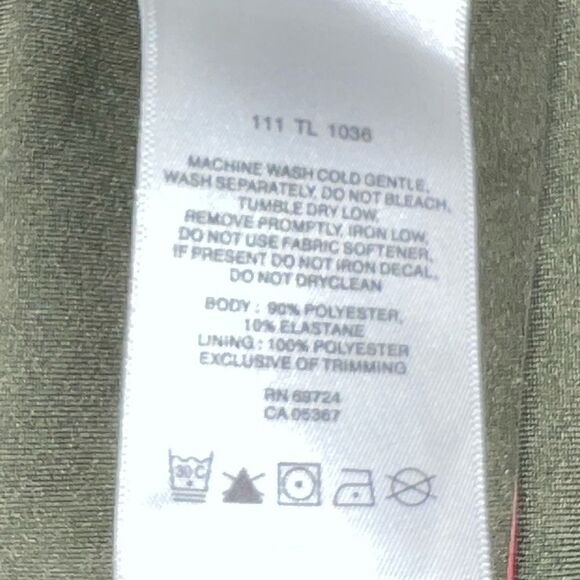 111 TL 1036
MACHINE WASH COLD GENTLE,
WASH SEPARATELY, DO NOT BLEACH,
TUMBLE DRY LOW,
REMOVE PROMPTLY, IRON LOW,
DO NOT USE FABRIC SOFTENER,
IF PRESENT DO NOT IRON DECAL,
DO NOT DRYCLEAN
BODY : 90% POLYESTER,
10% ELASTANE
LINING : 100% POLYESTER
EXCLUSIVE OF TRIMMING
RN 69724
CA 05367
30 C